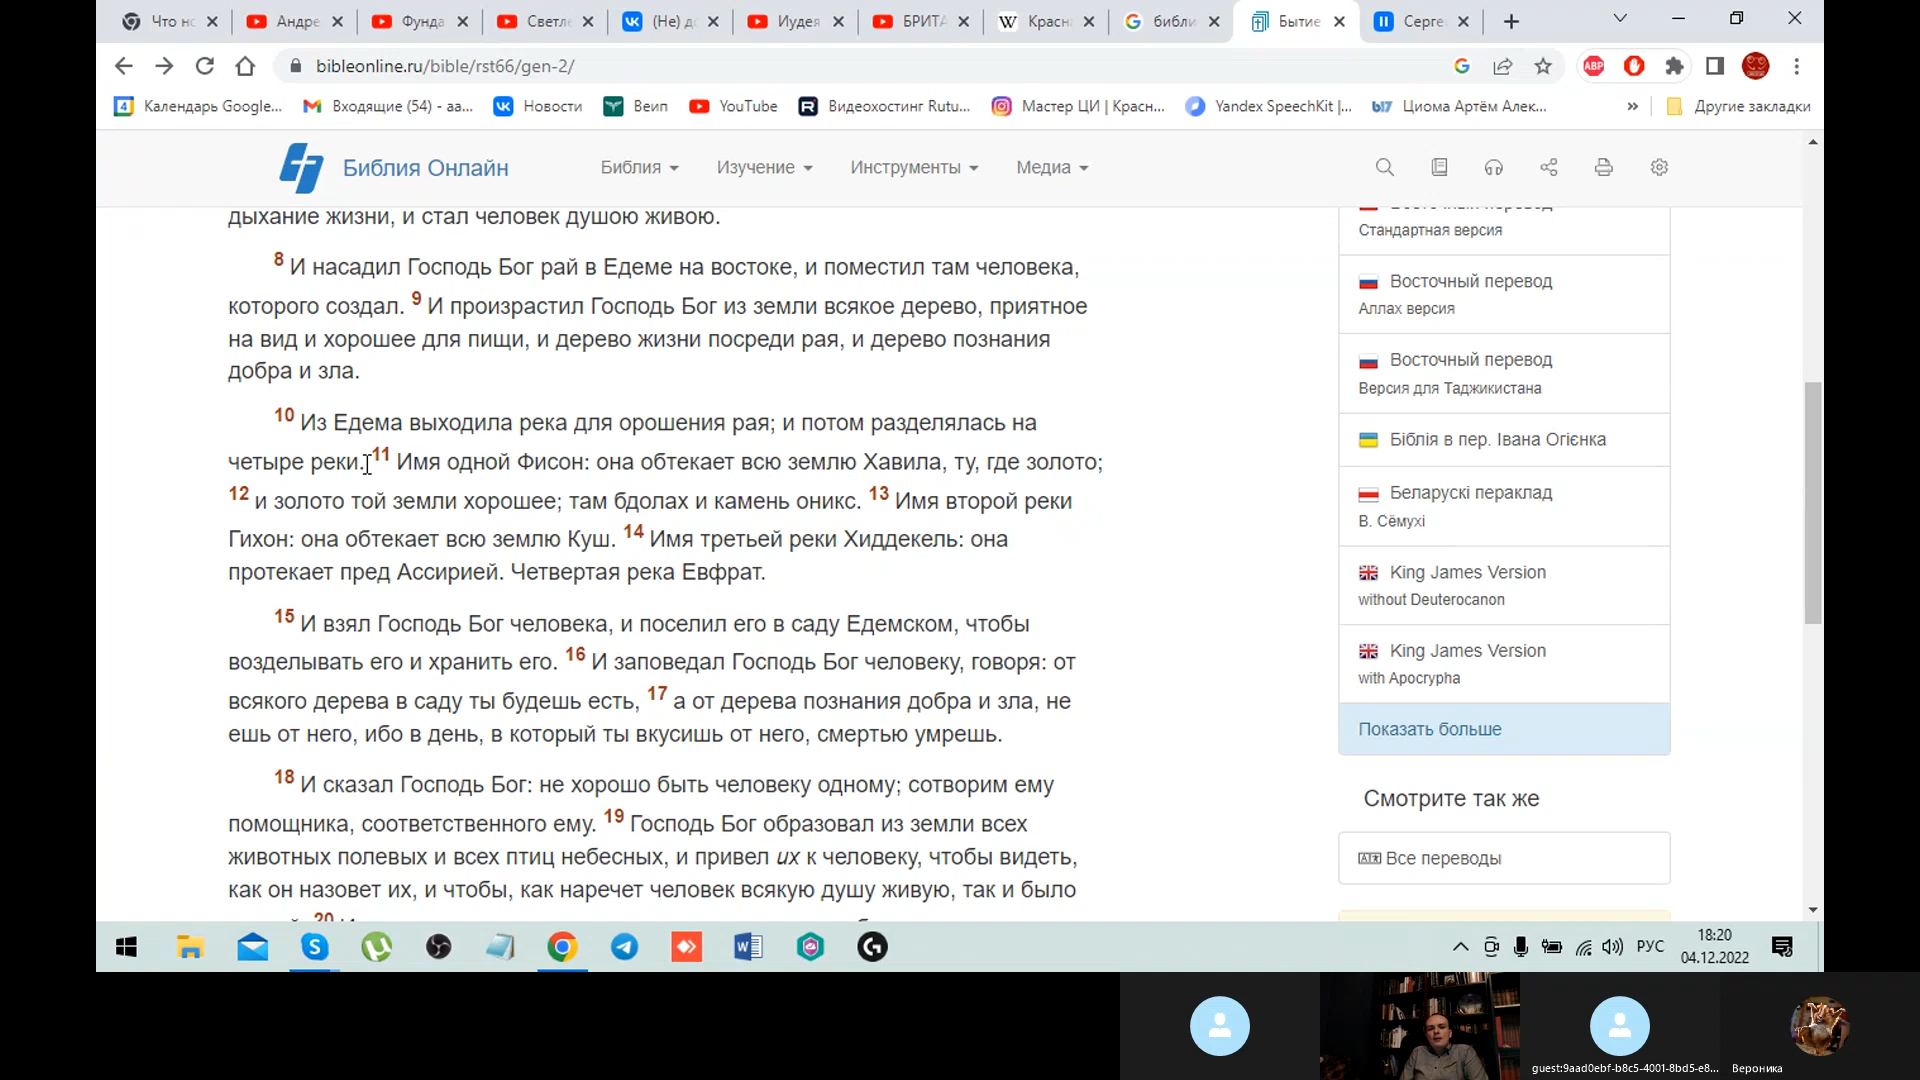 Что нс
Андре
Фунда
Светле
(Не) до
Иудея
БРИТА
Красн
библи
Бытие
Серге
bibleonline.ru/bible/rst66/gen-2/
Календарь Google...
Входящие (54) - aa...
Новости
Веип
YouTube
Видеохостинг Rutu...
Мастер ЦИ | Красн...
Yandex SpeechKit |...
Циома Артём Алек...
»
Другие закладки
Библия Онлайн
Библия
Изучение
Инструменты
Медиа
дыхание жизни, и стал человек душою живою.
8 И насадил Господь Бог рай в Едеме на востоке, и поместил там человека,
которого создал. 9 И произрастил Господь Бог из земли всякое дерево, приятное
на вид и хорошее для пищи, и дерево жизни посреди рая, и дерево познания
добра и зла.
10 Из Едема выходила река для орошения рая; и потом разделялась на
четыре реки. 11 Имя одной Фисон: она обтекает всю землю Хавила, ту, где золото;
12 и золото той земли хорошее; там бдолах и камень оникс. 13 Имя второй реки
Гихон: она обтекает всю землю Куш. 14 Имя третьей реки Хиддекель: она
протекает пред Ассирией. Четвертая река Евфрат.
15 И взял Господь Бог человека, и поселил его в саду Едемском, чтобы
возделывать его и хранить его. 16 И заповедал Господь Бог человеку, говоря: от
всякого дерева в саду ты будешь есть, 17 а от дерева познания добра и зла, не
ешь от него, ибо в день, в который ты вкусишь от него, смертью умрешь.
18 И сказал Господь Бог: не хорошо быть человеку одному; сотворим ему
помощника, соответственного ему. 19 Господь Бог образовал из земли всех
животных полевых и всех птиц небесных, и привел их к человеку, чтобы видеть,
как он назовет их, и чтобы, как наречет человек всякую душу живую, так и было
20
Восточный перевод
Стандартная версия
Восточный перевод
Аллах версия
Восточный перевод
Версия для Таджикистана
Біблія в пер. Івана Огієнка
Беларускі пераклад
В. Сёмухі
King James Version
without Deuterocanon
King James Version
with Apocrypha
Показать больше
Смотрите так же
Все переводы
РУС
18:20
04.12.2022
guest:9aad0ebf-b8c5-4001-8bd5-e8...
Вероника